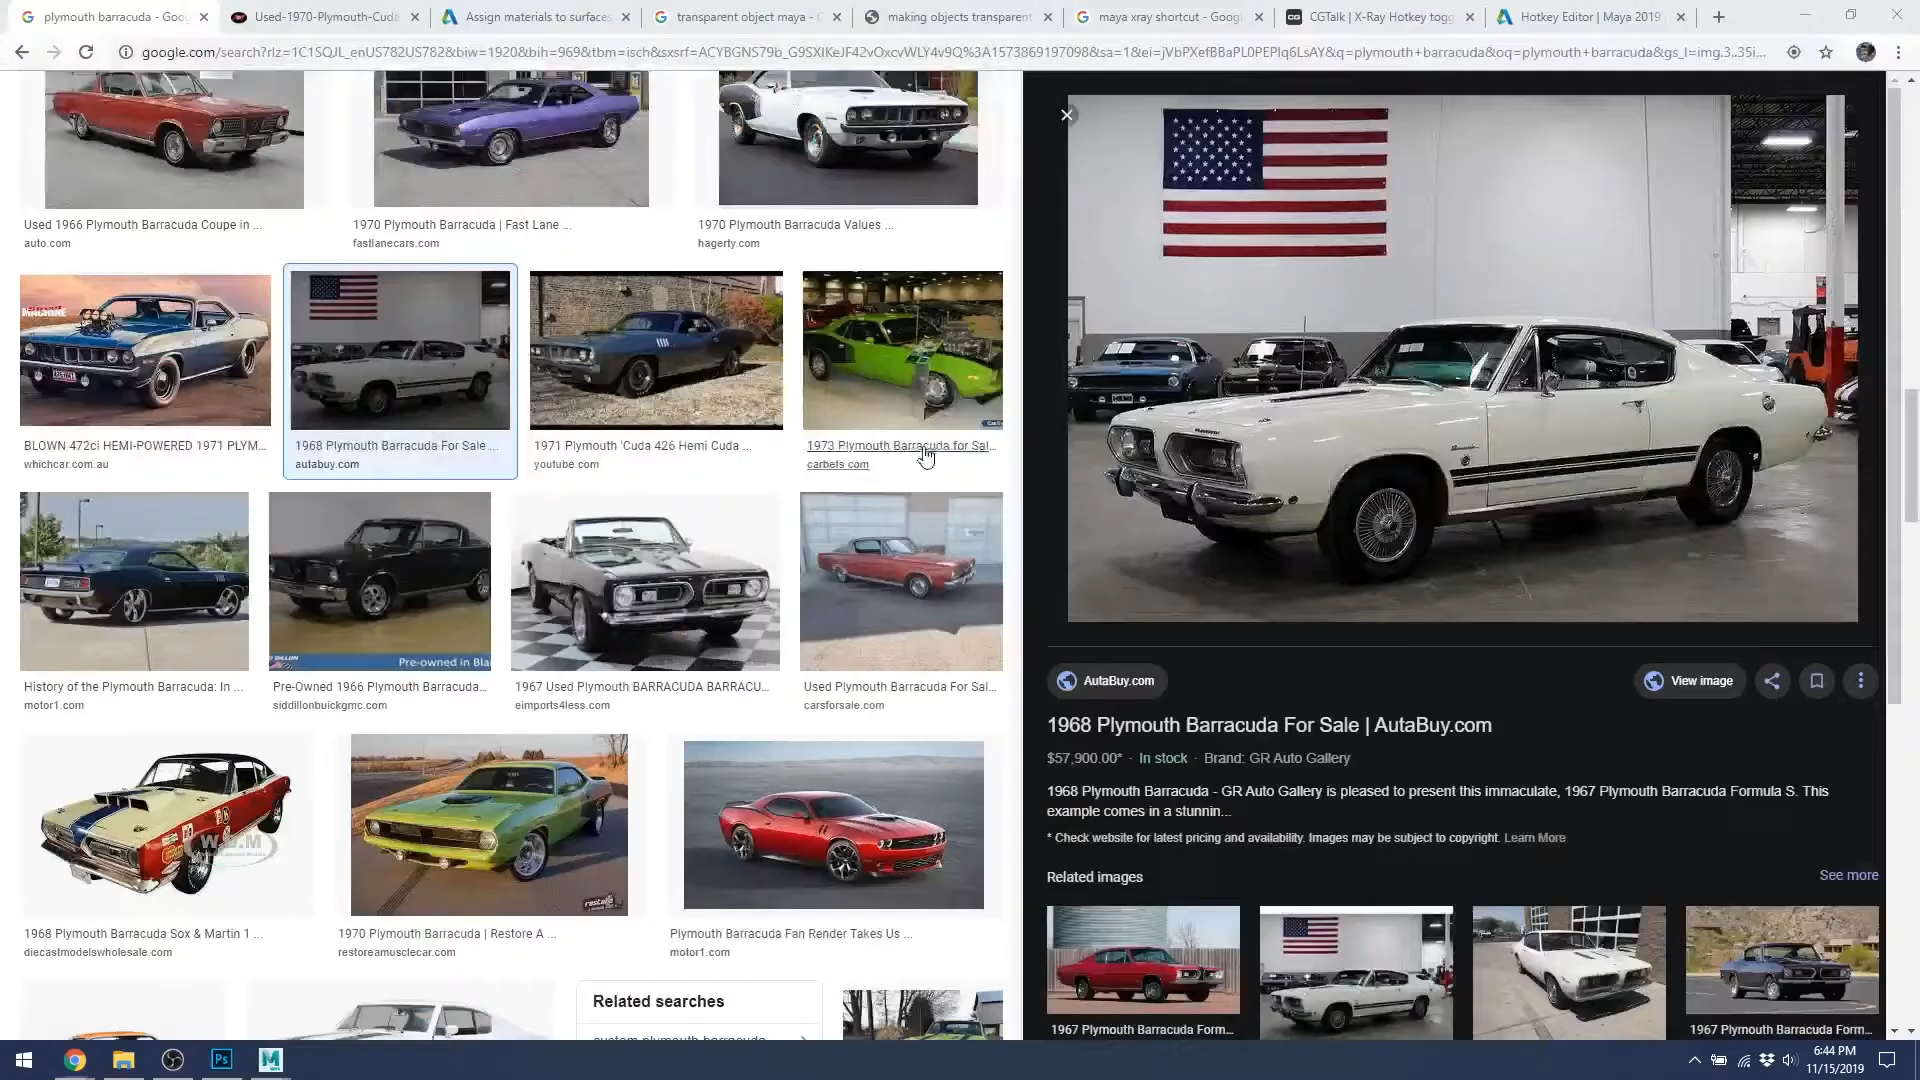 plymouth barracuda - Goo
Used-1970-Plymouth-Cuda
Assign materials to surfaces
transparent object maya - G
making objects transparent
maya xray shortcut - Googl
CGTalk | X-Ray Hotkey togg
Hotkey Editor | Maya 2019
google.com/search?rlz=1C1SQJL_enUS782US782&biw=1920&bih=969&tbm=isch&sxsrf=ACYBGNS79b_G9SXIKeJF42vOxcvWLY4v9Q%3A1573869197098&sa=1&ei=jVbPXefBBaPL0PEPIq6LsAY&q=plymouth+barracuda&oq=plymouth+barracuda&gs_l=img.3..35i...
Used 1966 Plymouth Barracuda Coupe in ...
auto.com
1970 Plymouth Barracuda | Fast Lane ...
fastlanecars.com
1970 Plymouth Barracuda Values ...
hagerty.com
BLOWN 472ci HEMI-POWERED 1971 PLYM...
whichcar.com.au
1968 Plymouth Barracuda For Sale ...
autabuy.com
1971 Plymouth 'Cuda 426 Hemi Cuda ...
youtube.com
1973 Plymouth Barracuda for Sal...
carbets.com
Pre-owned in Bla
History of the Plymouth Barracuda: In ...
motor1.com
Pre-Owned 1966 Plymouth Barracuda...
siddillonbuickgmc.com
1967 Used Plymouth BARRACUDA BARRACU...
eimports4less.com
Used Plymouth Barracuda For Sal...
carsforsale.com
1968 Plymouth Barracuda Sox & Martin 1 ...
diecastmodelswholesale.com
1970 Plymouth Barracuda | Restore A ...
restoreamusclecar.com
Plymouth Barracuda Fan Render Takes Us ...
motor1.com
Related searches
custom plymouth barracuda
AutaBuy.com
View image
1968 Plymouth Barracuda For Sale | AutaBuy.com
$57,900.00* · In stock · Brand: GR Auto Gallery
1968 Plymouth Barracuda - GR Auto Gallery is pleased to present this immaculate, 1967 Plymouth Barracuda Formula S. This
example comes in a stunnin...
* Check website for latest pricing and availability. Images may be subject to copyright. Learn More
Related images
See more
1967 Plymouth Barracuda Form...
1967 Plymouth Barracuda Form...
Ps
M
6:44 PM
11/15/2019